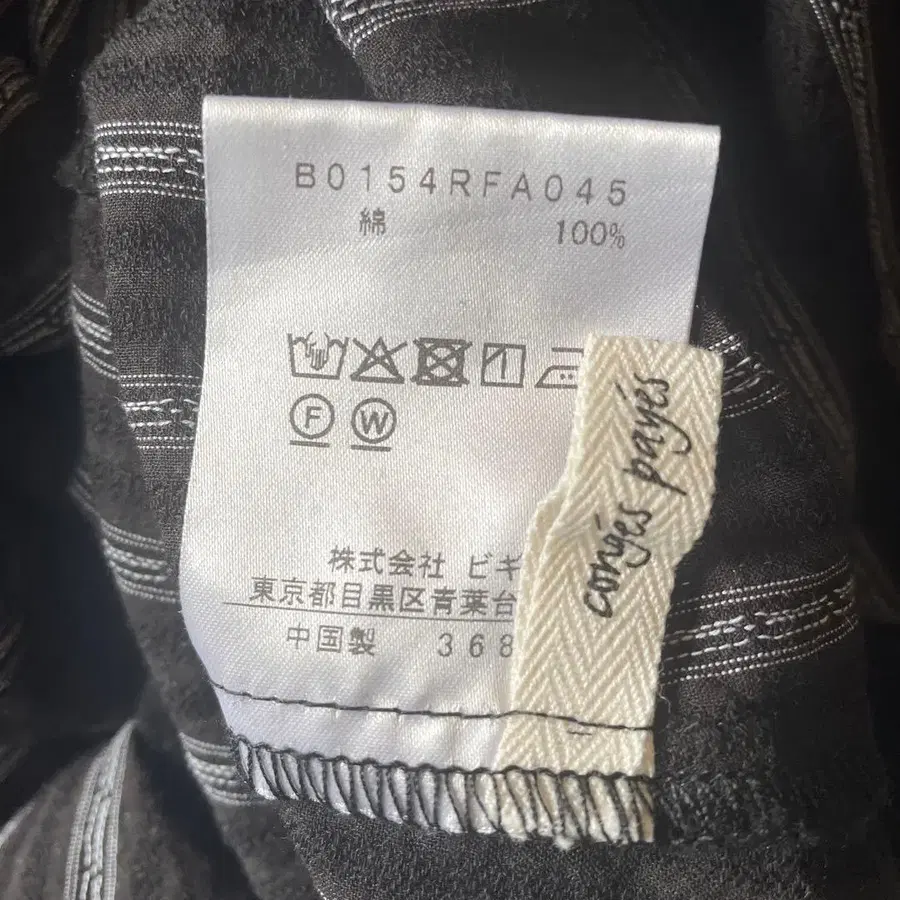 B0154RFA045
綿 100%
F W
株式会社 ビギ
東京都目黒区青葉台
中国製 368
congés payés